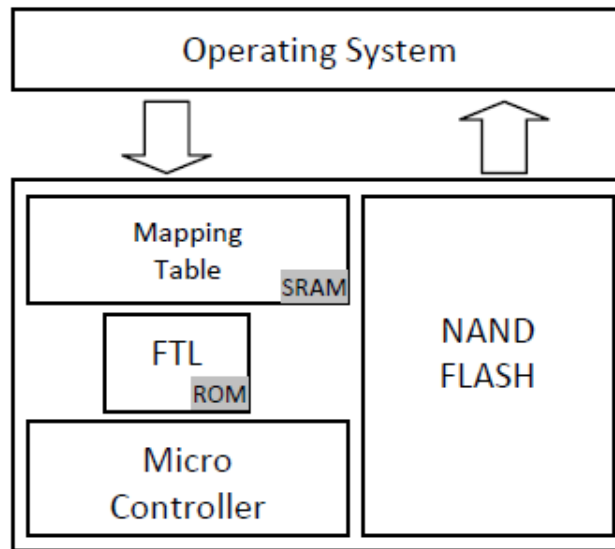 Operating System
Mapping
Table
SRAM
FTL
ROM
Micro
Controller
NAND
FLASH